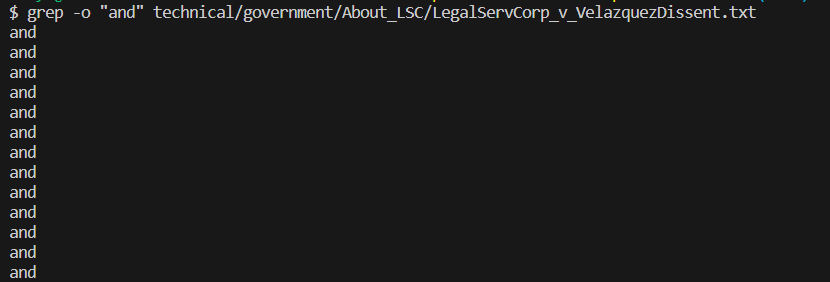 $ grep -o "and" technical/government/About_LSC/LegalServCorp_v_VelazquezDissent.txt
and
and
and
and
and
and
and
and
and
and
and
and
and